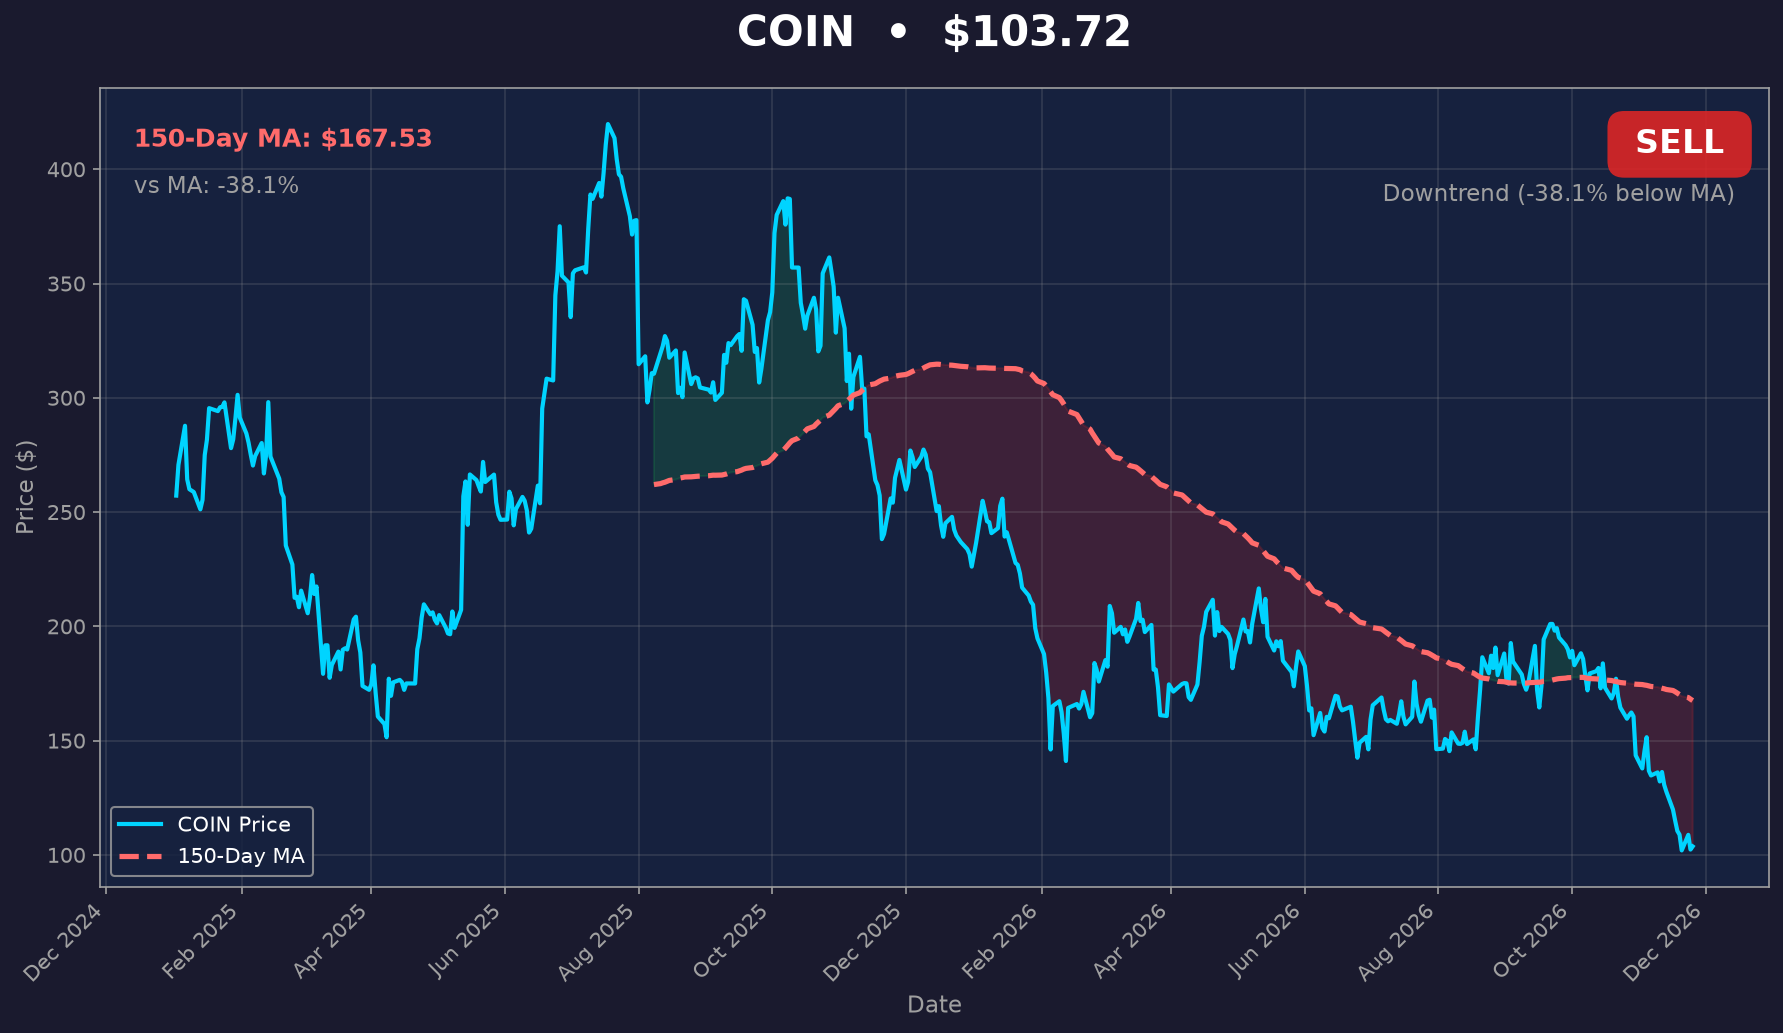 COIN • $103.72
150-Day MA: $167.53
vs MA: -38.1%
SELL
Downtrend (-38.1% below MA)
Price ($)
400
350
300
250
200
150
100
COIN Price
150-Day MA
Dec 2024
Feb 2025
Apr 2025
Jun 2025
Aug 2025
Oct 2025
Dec 2025
Feb 2026
Apr 2026
Jun 2026
Aug 2026
Oct 2026
Dec 2026
Date